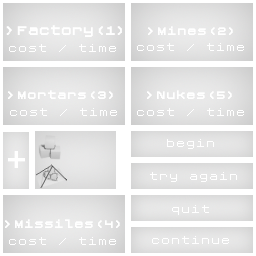 >Factory(1)
cost / time
>Mines(2)
cost / time
>Mortars(3)
cost / time
>Nukes(5)
cost / time
+
begin
try again
>Missiles(4)
cost / time
quit
continue